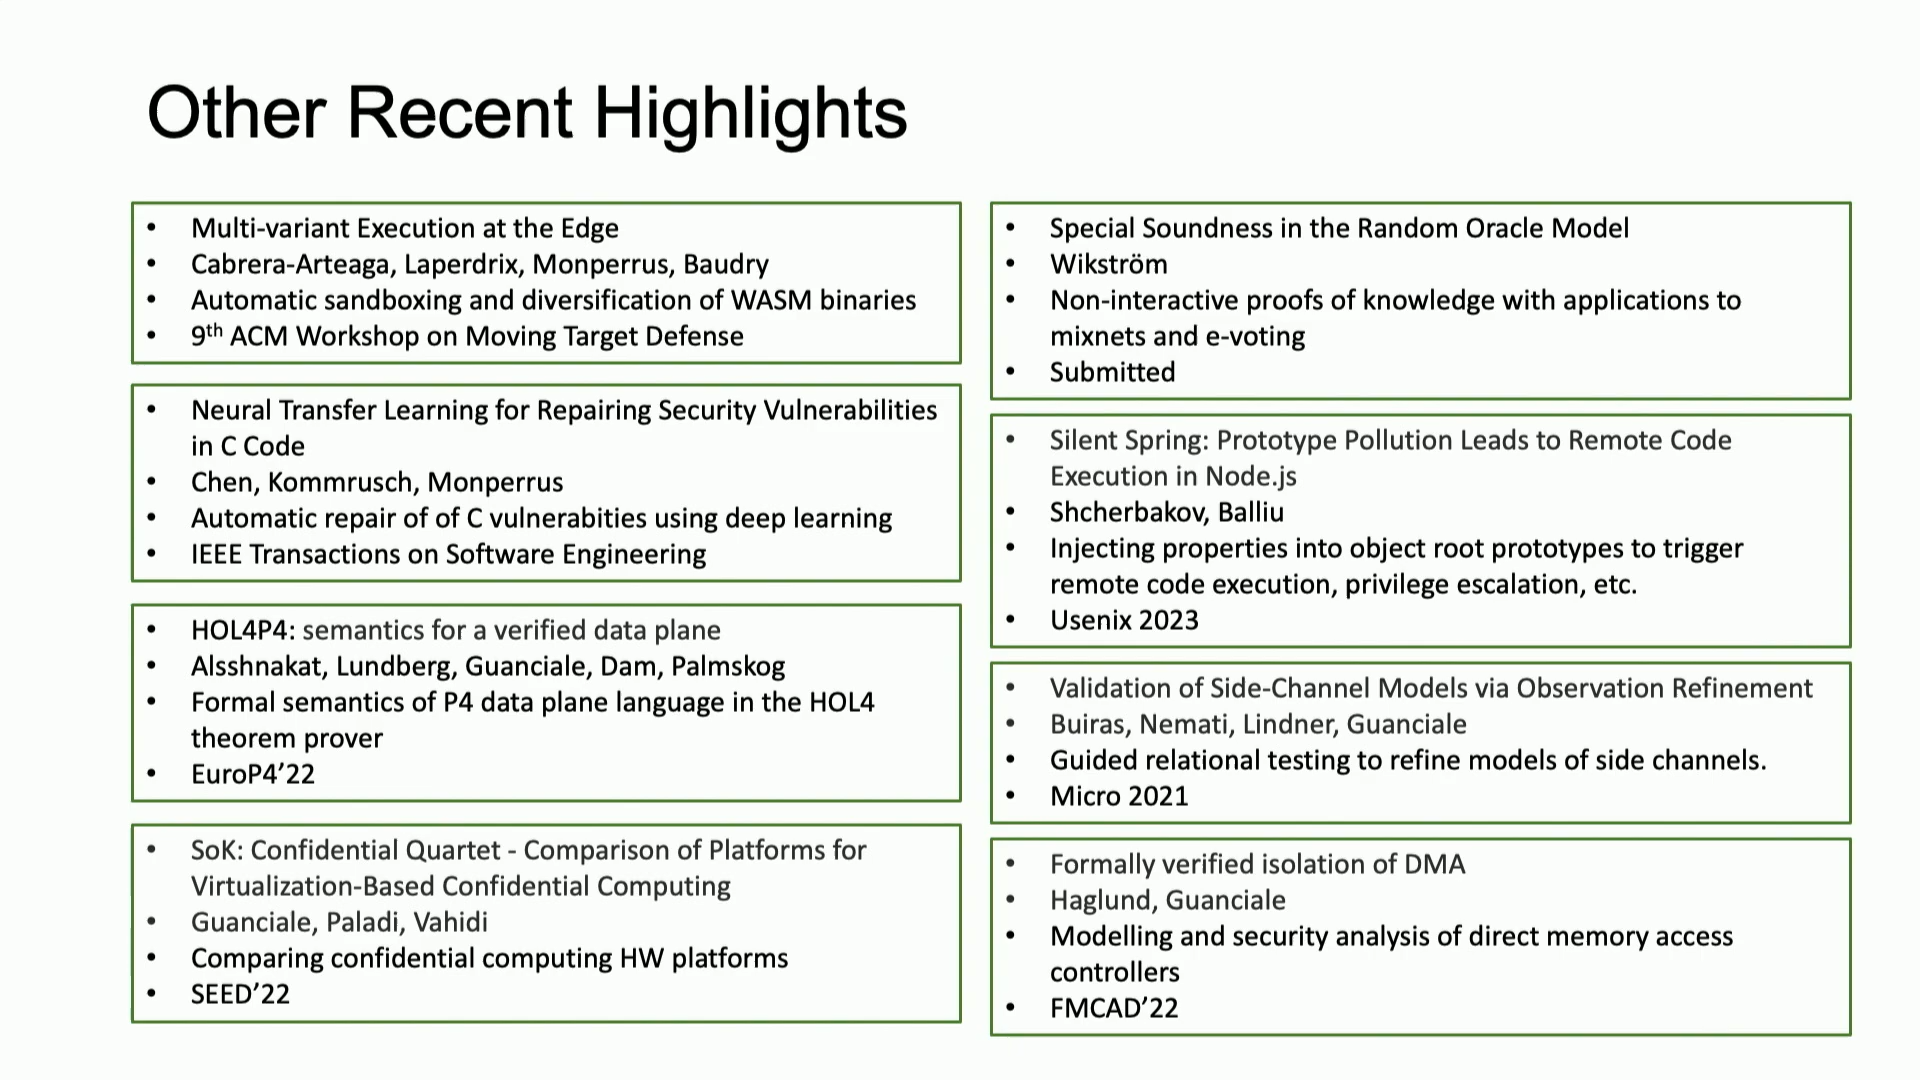 Other Recent Highlights
• Multi-variant Execution at the Edge
• Cabrera-Arteaga, Laperdrix, Monperrus, Baudry
• Automatic sandboxing and diversification of WASM binaries
• 9th ACM Workshop on Moving Target Defense
• Neural Transfer Learning for Repairing Security Vulnerabilities
in C Code
• Chen, Kommrusch, Monperrus
• Automatic repair of of C vulnerabities using deep learning
• IEEE Transactions on Software Engineering
• HOL4P4: semantics for a verified data plane
• Alsshnakat, Lundberg, Guanciale, Dam, Palmskog
• Formal semantics of P4 data plane language in the HOL4
theorem prover
• EuroP4’22
• SoK: Confidential Quartet - Comparison of Platforms for
Virtualization-Based Confidential Computing
• Guanciale, Paladi, Vahidi
• Comparing confidential computing HW platforms
• SEED’22
• Special Soundness in the Random Oracle Model
• Wikström
• Non-interactive proofs of knowledge with applications to
mixnets and e-voting
• Submitted
• Silent Spring: Prototype Pollution Leads to Remote Code
Execution in Node.js
• Shcherbakov, Balliu
• Injecting properties into object root prototypes to trigger
remote code execution, privilege escalation, etc.
• Usenix 2023
• Validation of Side-Channel Models via Observation Refinement
• Buiras, Nemati, Lindner, Guanciale
• Guided relational testing to refine models of side channels.
• Micro 2021
• Formally verified isolation of DMA
• Haglund, Guanciale
• Modelling and security analysis of direct memory access
controllers
• FMCAD’22